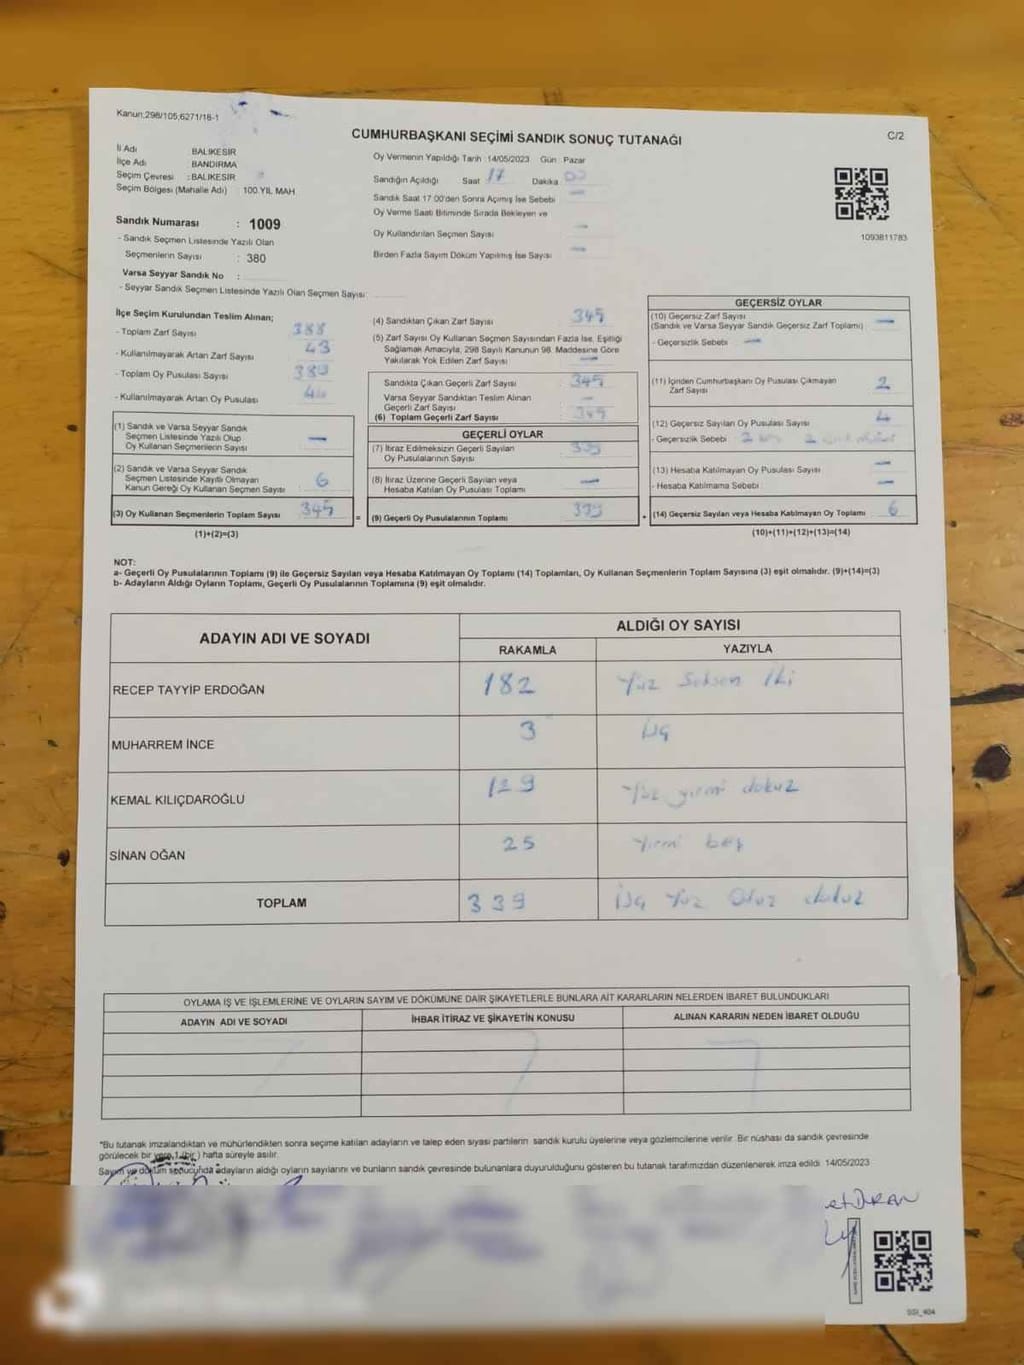 Kanun;298/105;6271/18-1
CUMHURBAŞKANI SEÇİMİ SANDIK SONUÇ TUTANAĞI
C/2
İl Adı BALIKESİR
İlçe Adı BANDIRMA
Seçim Çevresi : BALIKESİR
Seçim Bölgesi (Mahalle Adı) 100.YIL MAH
Sandık Numarası : 1009
- Sandık Seçmen Listesinde Yazılı Olan
Seçmenlerin Sayısı : 380
Varsa Seyyar Sandık No :
- Seyyar Sandık Seçmen Listesinde Yazılı Olan Seçmen Sayısı:
Oy Vermenin Yapıldığı Tarih 14/05/2023 Gün: Pazar
Sandığın Açıldığı Saat 17 Dakika 00
Sandık Saat 17.00'den Sonra Açılmış İse Sebebi —
Oy Verme Saati Bitiminde Sırada Bekleyen ve
Oy Kullandırılan Seçmen Sayısı —
Birden Fazla Sayım Döküm Yapılmış İse Sayısı —
1093811783
İlçe Seçim Kurulundan Teslim Alınan;
- Toplam Zarf Sayısı 388
- Kullanılmayarak Artan Zarf Sayısı 43
- Toplam Oy Pusulası Sayısı
- Kullanılmayarak Artan Oy Pusulası
(1) Sandık ve Varsa Seyyar Sandık
Seçmen Listesinde Yazılı Olup
Oy Kullanan Seçmenlerin Sayısı —
(2) Sandık ve Varsa Seyyar Sandık
Seçmen Listesinde Kayıtlı Olmayan
Kanun Gereği Oy Kullanan Seçmen Sayısı 6
(3) Oy Kullanan Seçmenlerin Toplam Sayısı 345
(1)+(2)=(3)
(4) Sandıktan Çıkan Zarf Sayısı 345
(5) Zarf Sayısı Oy Kullanan Seçmen Sayısından Fazla İse, Eşitliği
Sağlamak Amacıyla, 298 Sayılı Kanunun 98. Maddesine Göre
Yakılarak Yok Edilen Zarf Sayısı —
Sandıkta Çıkan Geçerli Zarf Sayısı 345
Varsa Seyyar Sandıktan Teslim Alınan
Geçerli Zarf Sayısı —
(6) Toplam Geçerli Zarf Sayısı 345
GEÇERLİ OYLAR
(7) İtiraz Edilmeksizin Geçerli Sayılan
Oy Pusulalarının Sayısı 339
(8) İtiraz Üzerine Geçerli Sayılan veya
Hesaba Katılan Oy Pusulası Toplamı —
= (9) Geçerli Oy Pusulalarının Toplamı 339
GEÇERSİZ OYLAR
(10) Geçersiz Zarf Sayısı
(Sandık ve Varsa Seyyar Sandık Geçersiz Zarf Toplamı) —
- Geçersizlik Sebebi —
(11) İçinden Cumhurbaşkanı Oy Pusulası Çıkmayan
Zarf Sayısı 2
(12) Geçersiz Sayılan Oy Pusulası Sayısı 4
- Geçersizlik Sebebi
(13) Hesaba Katılmayan Oy Pusulası Sayısı —
- Hesaba Katılmama Sebebi —
+ (14) Geçersiz Sayılan veya Hesaba Katılmayan Oy Toplamı 6
(10)+(11)+(12)+(13)=(14)
NOT:
a- Geçerli Oy Pusulalarının Toplamı (9) ile Geçersiz Sayılan veya Hesaba Katılmayan Oy Toplamı (14) Toplamları, Oy Kullanan Seçmenlerin Toplam Sayısına (3) eşit olmalıdır. (9)+(14)=(3)
b- Adayların Aldığı Oyların Toplamı, Geçerli Oy Pusulalarının Toplamına (9) eşit olmalıdır.
ADAYIN ADI VE SOYADI
ALDIĞI OY SAYISI
RAKAMLA YAZIYLA
RECEP TAYYİP ERDOĞAN 182 Yüz Seksen İki
MUHARREM İNCE 3 Üç
KEMAL KILIÇDAROĞLU 129 Yüz yirmi dokuz
SİNAN OĞAN 25 Yirmi beş
TOPLAM 339 Üç Yüz Otuz dokuz
OYLAMA İŞ VE İŞLEMLERİNE VE OYLARIN SAYIM VE DÖKÜMÜNE DAİR ŞİKAYETLERLE BUNLARA AİT KARARLARIN NELERDEN İBARET BULUNDUKLARI
ADAYIN ADI VE SOYADI İHBAR İTİRAZ VE ŞİKAYETİN KONUSU ALINAN KARARIN NEDEN İBARET OLDUĞU
*Bu tutanak imzalandıktan ve mühürlendikten sonra seçime katılan adayların ve talep eden siyasi partilerin sandık kurulu üyelerine veya gözlemcilerine verilir. Bir nüshası da sandık çevresinde
görülecek bir yere 1 (bir) hafta süreyle asılır.
Sayım ve döküm sonucunda adayların aldığı oyların sayılarını ve bunların sandık çevresinde bulunanlara duyurulduğunu gösteren bu tutanak tarafımızdan düzenlenerek imza edildi. 14/05/2023
SSI_404